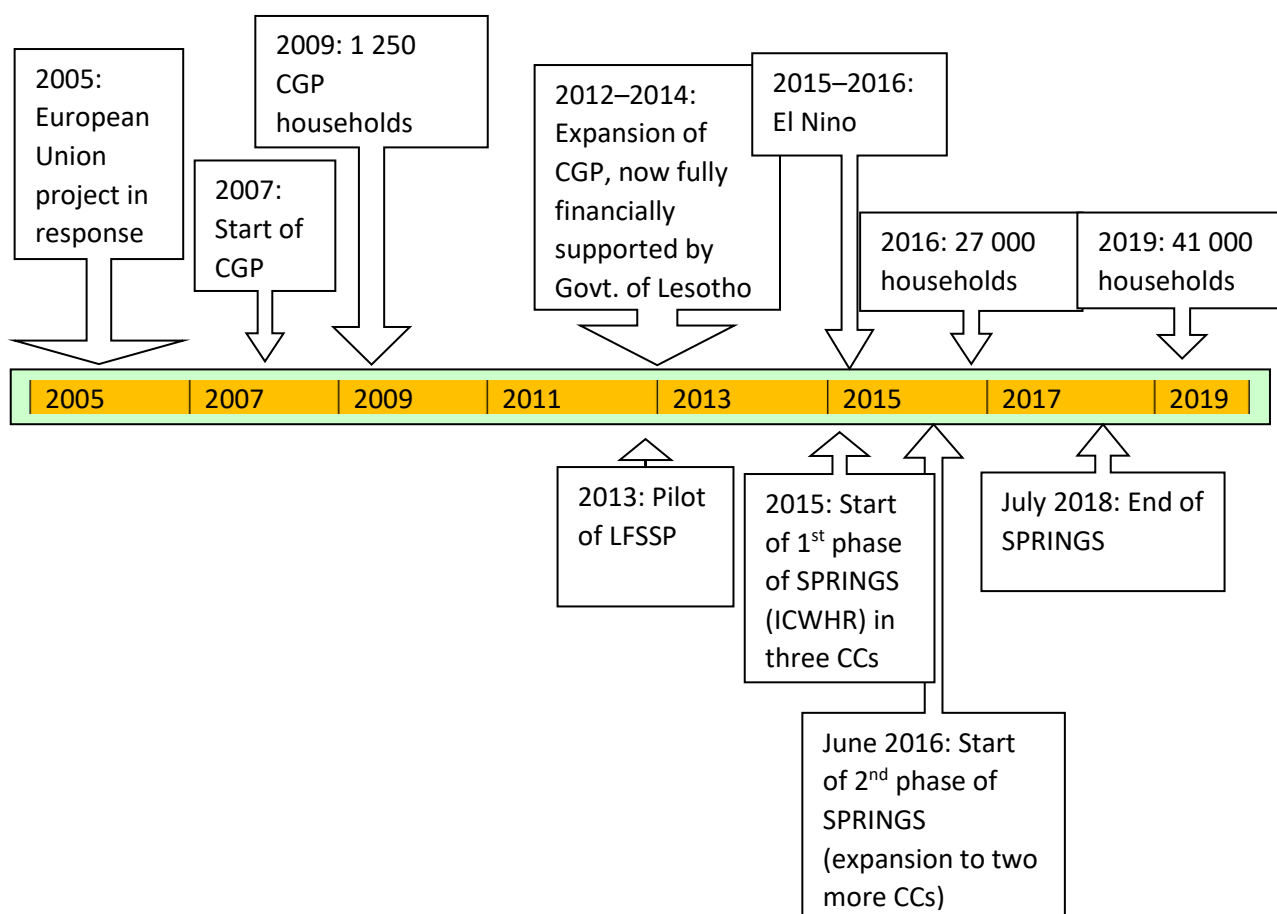 2005:
European
Union
project in
response
2007:
Start of
CGP
2009: 1 250
CGP
households
2012–2014:
Expansion of
CGP, now fully
financially
supported by
Govt. of Lesotho
2015–2016:
El Nino
2016: 27 000
households
2019: 41 000
households
2005 2007 2009 2011 2013 2015 2017 2019
2013: Pilot
of LFSSP
2015: Start
of 1st phase
of SPRINGS
(ICWHR) in
three CCs
June 2016: Start
of 2nd phase of
SPRINGS
(expansion to two
more CCs)
July 2018: End of
SPRINGS